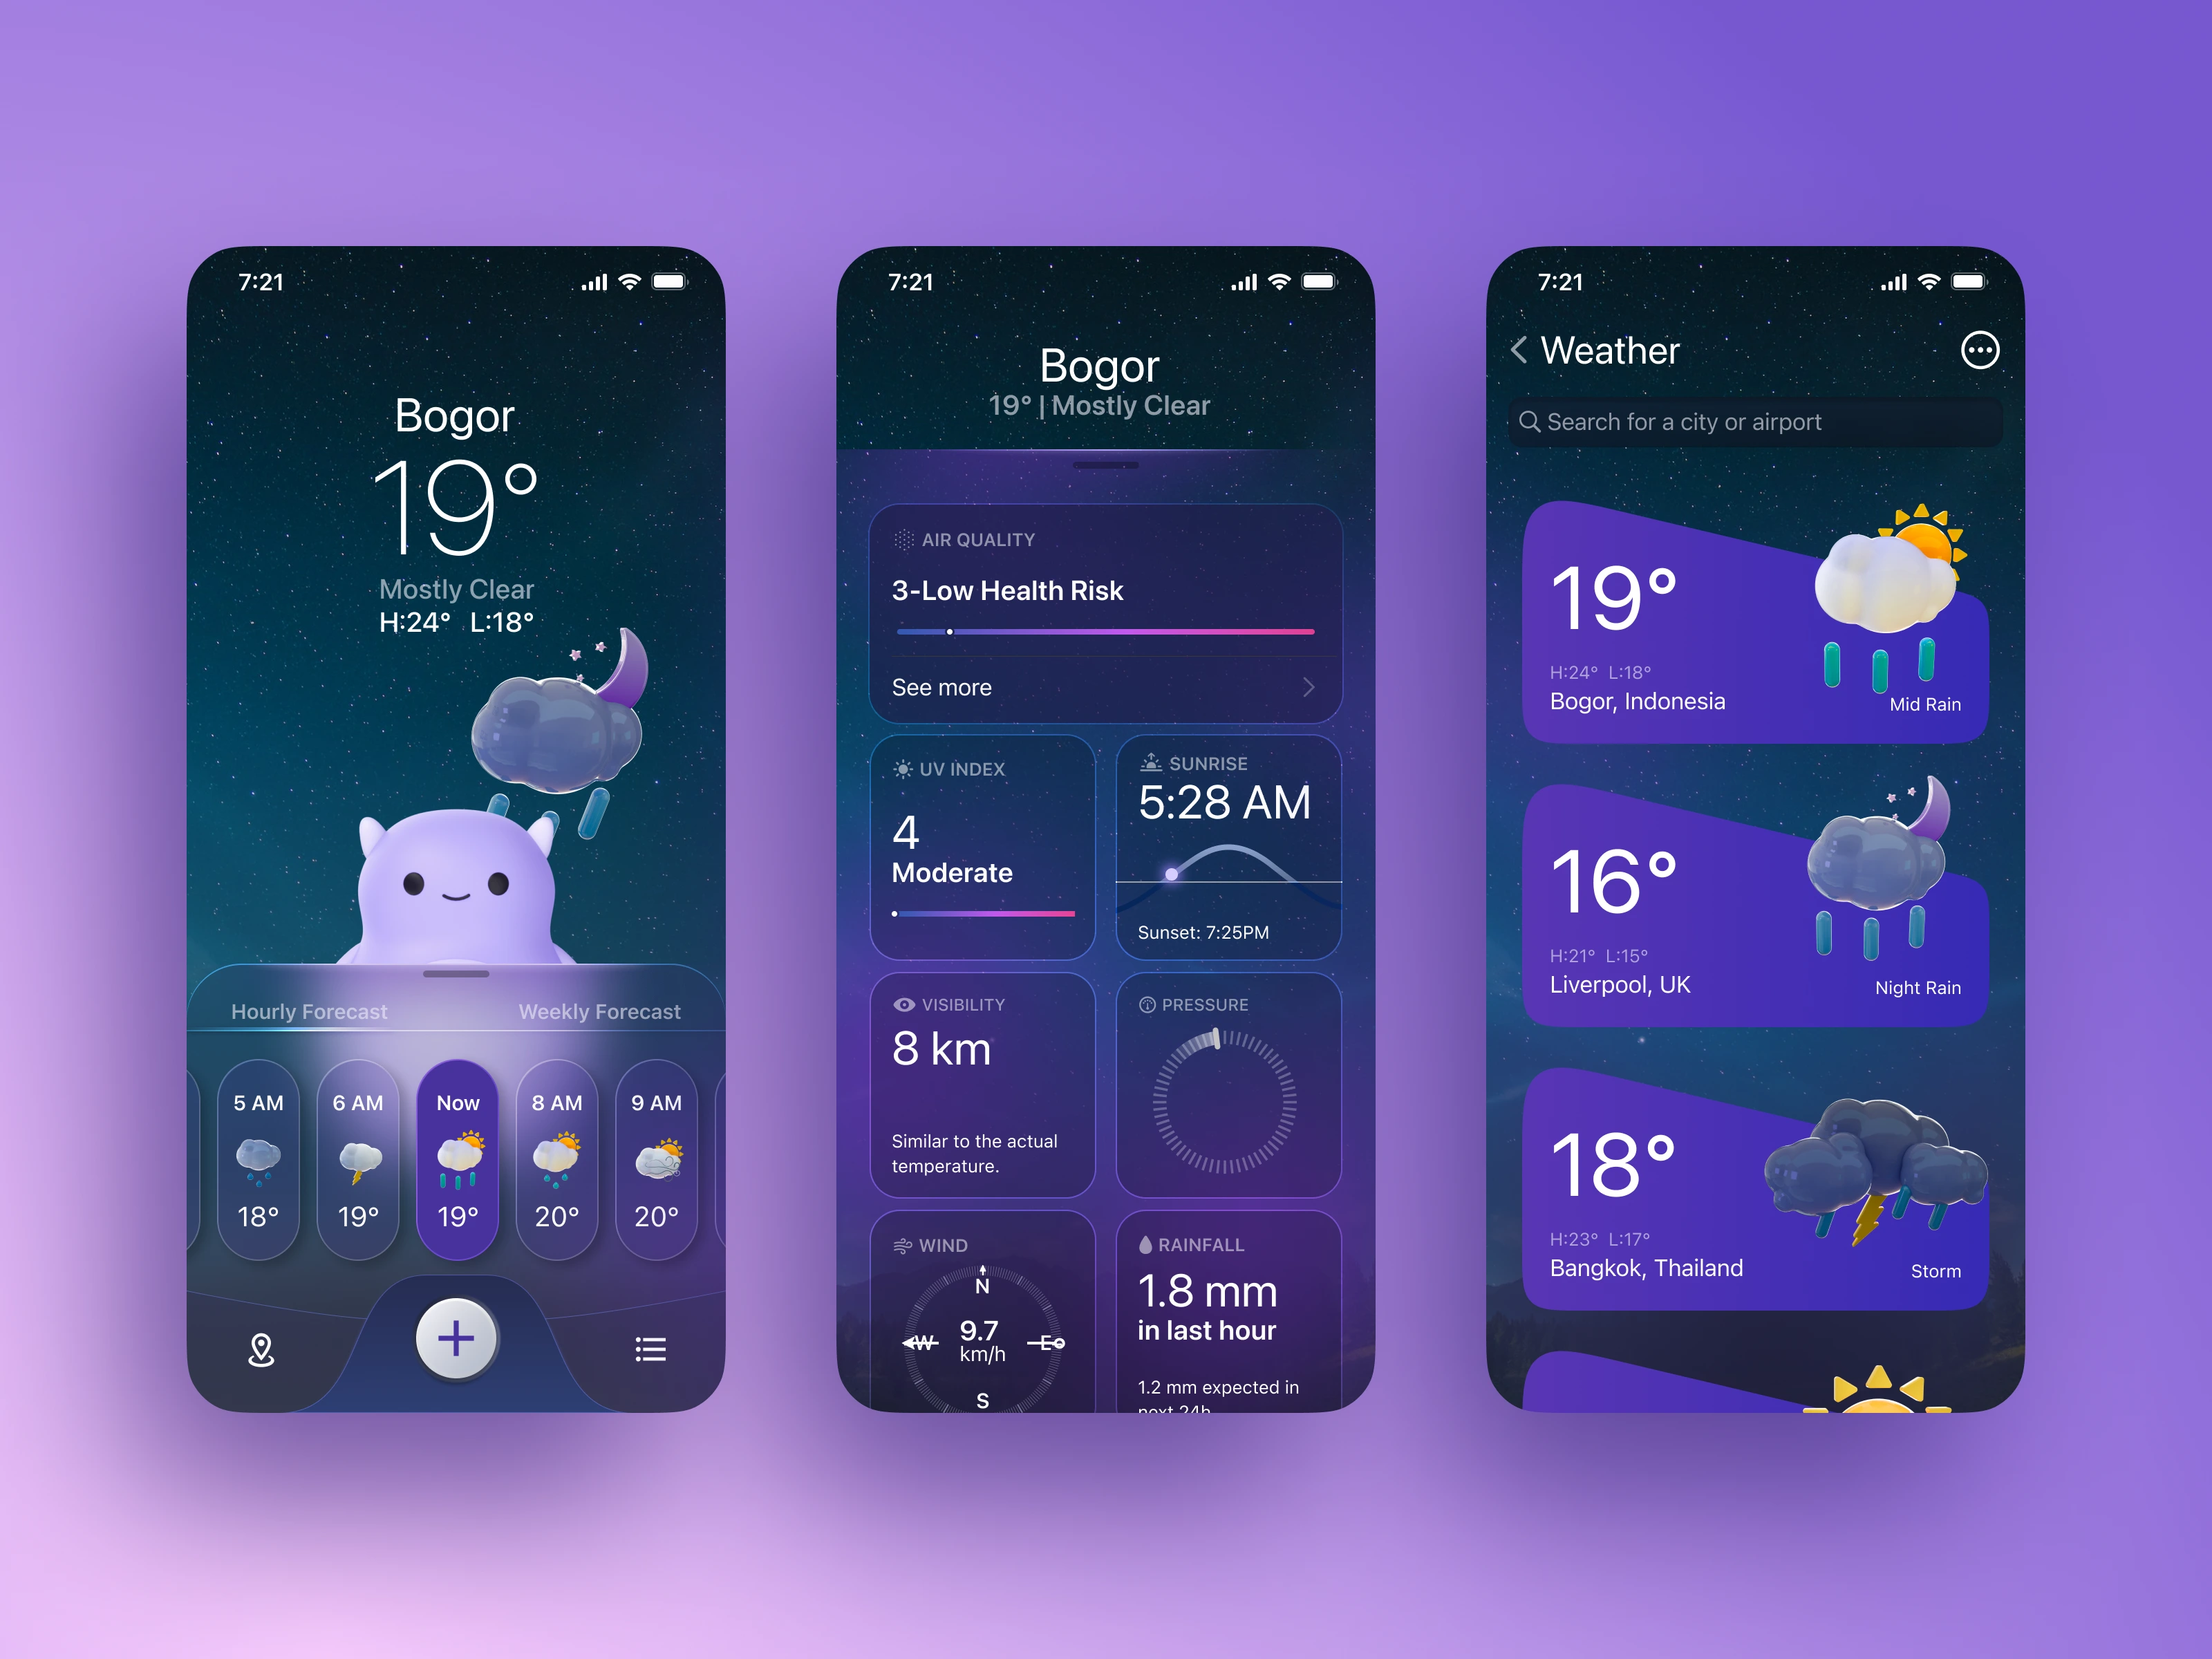 7:21
Bogor
19°
Mostly Clear
H:24° L:18°
Hourly Forecast
Weekly Forecast
5 AM
18°
6 AM
19°
Now
19°
8 AM
20°
9 AM
20°
7:21
Bogor
19° | Mostly Clear
AIR QUALITY
3-Low Health Risk
See more
UV INDEX
4
Moderate
SUNRISE
5:28 AM
Sunset: 7:25PM
VISIBILITY
8 km
Similar to the actual
temperature.
PRESSURE
WIND
N
W
9.7
km/h
E
S
RAINFALL
1.8 mm
in last hour
1.2 mm expected in
next 24h.
7:21
Weather
Search for a city or airport
19°
H:24° L:18°
Bogor, Indonesia
Mid Rain
16°
H:21° L:15°
Liverpool, UK
Night Rain
18°
H:23° L:17°
Bangkok, Thailand
Storm